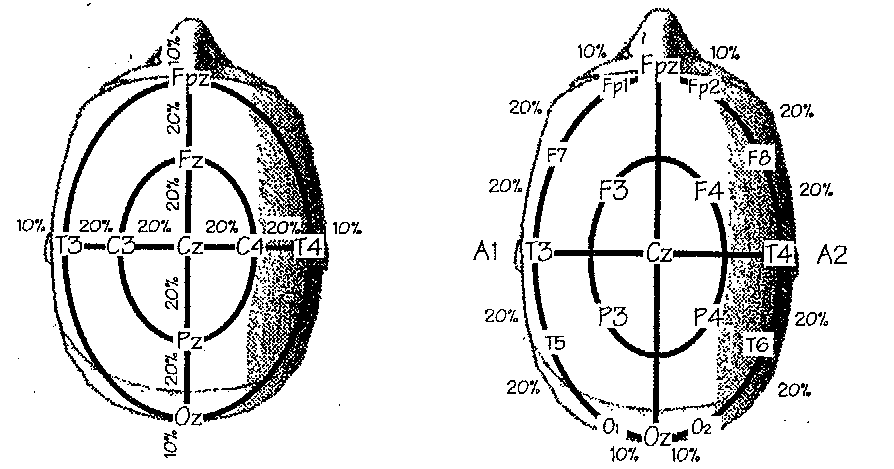 10%
Fpz
20%
Fz
20%
10% 20% 20% 20% 20% 10%
T3 C3 Cz C4 T4
20%
Pz
20%
Oz
10%
10% 10%
Fpz
Fp1 Fp2
20% 20%
F7 F8
20% F3 F4 20%
A1 T3 Cz T4 A2
20% P3 P4 20%
T5 T6
20% 20%
O1 Oz O2
10% 10%